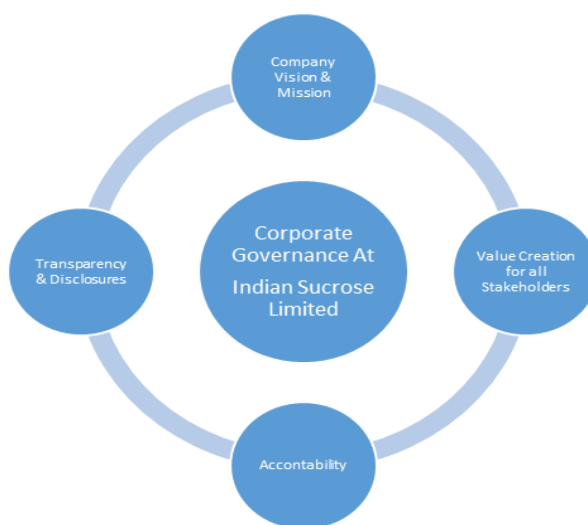 Company
Vision &
Mission
Transparency
& Disclosures
Corporate
Governance At
Indian Sucrose
Limited
Value Creation
for all
Stakeholders
Accontability